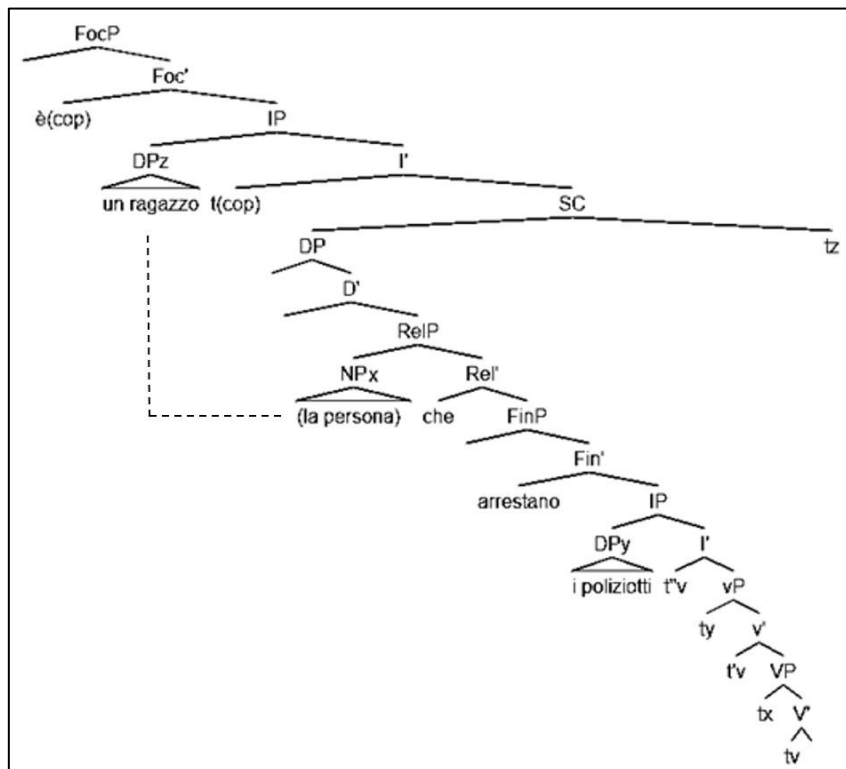 FocP
Foc'
è(cop) IP
DPz I'
un ragazzo t(cop) SC
DP tz
D'
RelP
NPx Rel'
(la persona) che FinP
Fin'
arrestano IP
DPy I'
i poliziotti t"v vP
ty v'
t'v VP
tx V'
tv